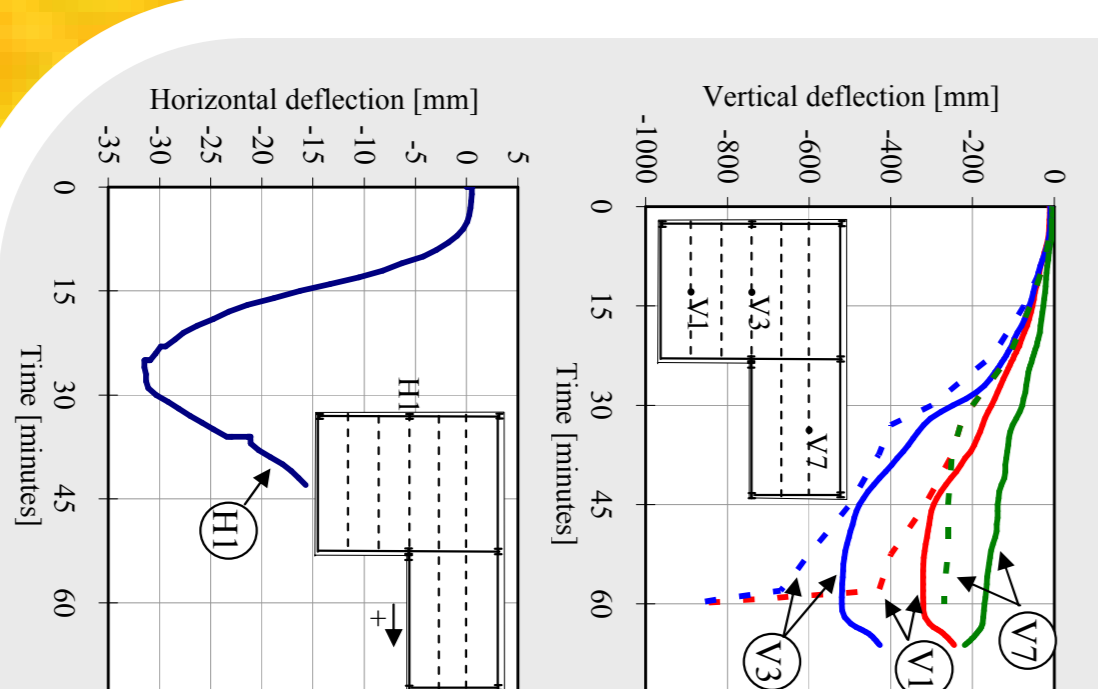 Horizontal deflection [mm]
-35
-30
-25
-20
-15
-10
-5
0
5
0
15
30
45
60
Time [minutes]
H1
H1
+
Vertical deflection [mm]
-1000
-800
-600
-400
-200
0
0
15
30
45
60
Time [minutes]
V1
V3
V7
V3
V1
V7